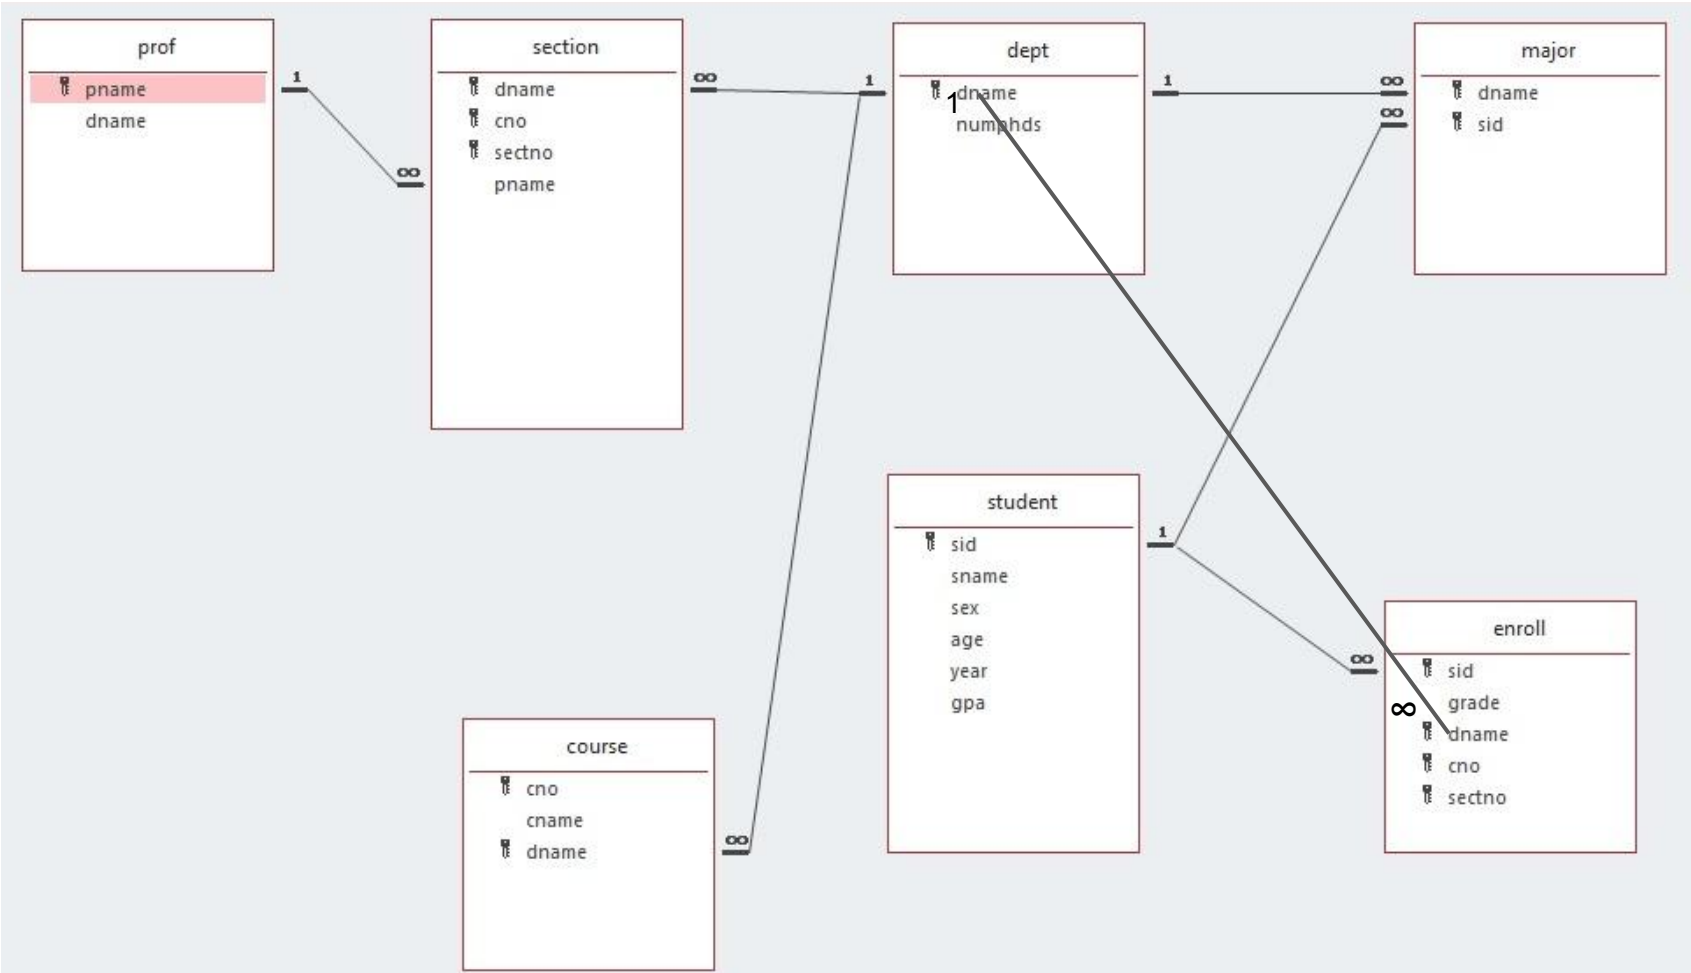 prof
pname
dname
1
∞
section
dname
cno
sectno
pname
∞
1
dept
dname
1
numphds
1
∞
∞
major
dname
sid
student
sid
sname
sex
age
year
gpa
1
∞
enroll
sid
grade
∞
dname
cno
sectno
course
cno
cname
dname
∞